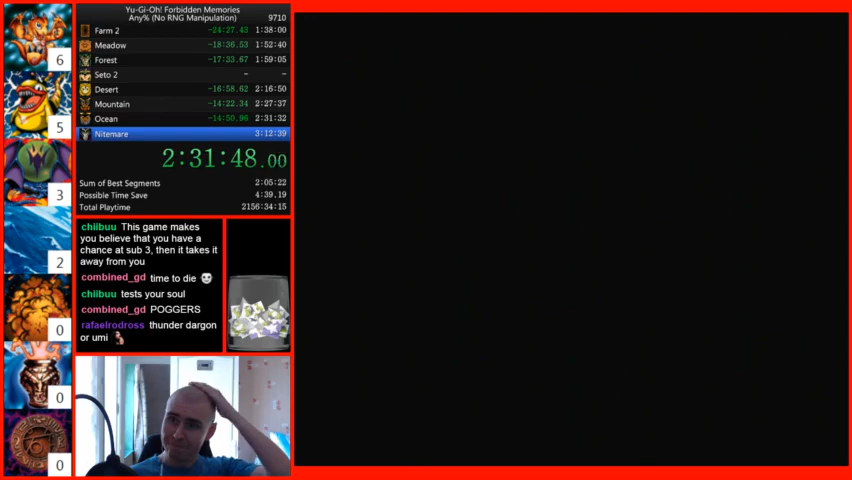 Yu-Gi-Oh! Forbidden Memories
Any% (No RNG Manipulation) 9710
Farm 2 -24:27.43 1:38:00
Meadow -18:36.53 1:52:40
Forest -17:33.67 1:59:05
Seto 2 - -
Desert -16:58.62 2:16:50
Mountain -14:22.34 2:27:37
Ocean -14:50.96 2:31:32
Nitemare 3:12:39
2:31:48.00
Sum of Best Segments 2:05:22
Possible Time Save 4:39.19
Total Playtime 2156:34:15
6
5
3
2
0
0
0
chiibuu This game makes
you believe that you have a
chance at sub 3, then it takes it
away from you
combined_gd time to die
chiibuu tests your soul
combined_gd POGGERS
rafaelrodross thunder dargon
or umi